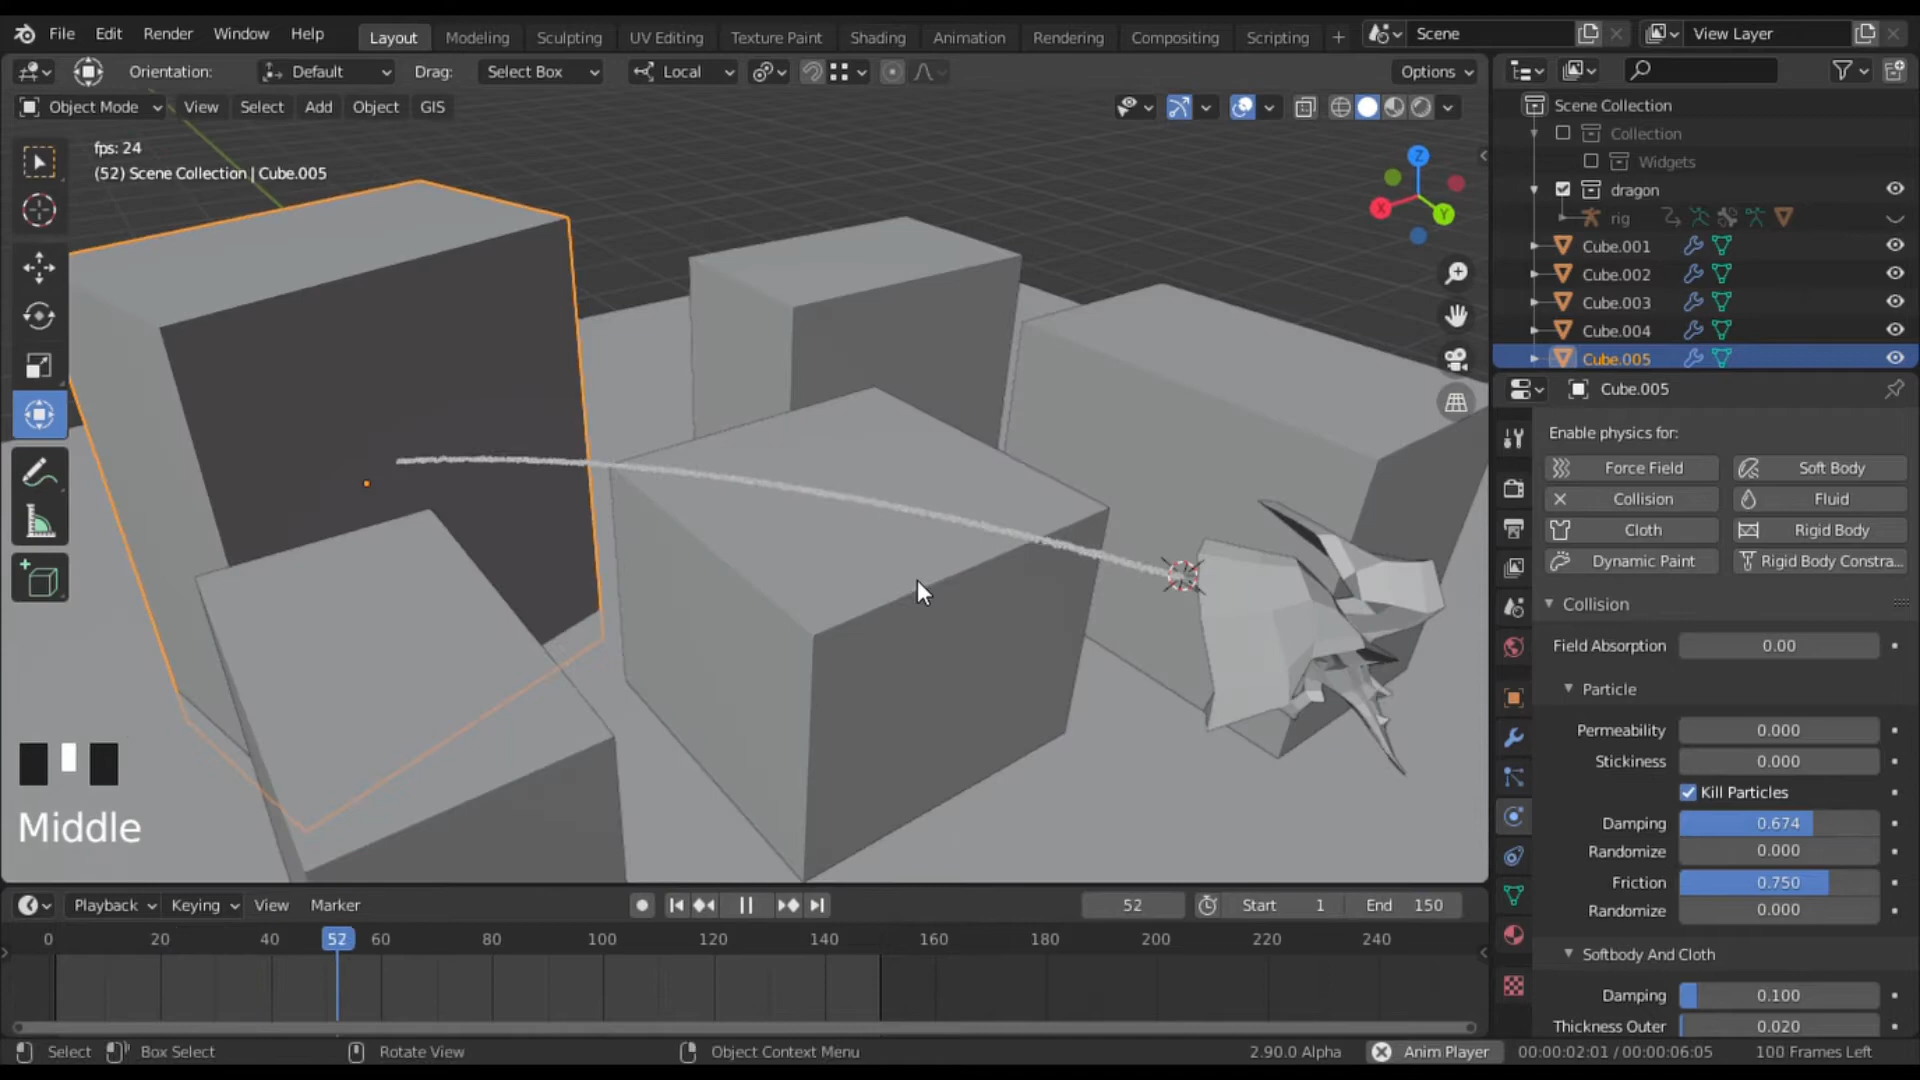 File Edit Render Window Help Layout Modeling Sculpting UV Editing Texture Paint Shading Animation Rendering Compositing Scripting + Scene View Layer
Orientation: Default Drag: Select Box Local Options
Object Mode View Select Add Object GIS
fps: 24
(52) Scene Collection | Cube.005
Z
X
Y
Middle
Scene Collection
Collection
Widgets
dragon
rig
Cube.001
Cube.002
Cube.003
Cube.004
Cube.005
Cube.005
Enable physics for:
Force Field Soft Body
Collision Fluid
Cloth Rigid Body
Dynamic Paint Rigid Body Constra...
Collision
Field Absorption 0.00
Particle
Permeability 0.000
Stickiness 0.000
Kill Particles
Damping 0.674
Randomize 0.000
Friction 0.750
Randomize 0.000
Softbody And Cloth
Damping 0.100
Thickness Outer 0.020
Playback Keying View Marker 52 Start 1 End 150
0 20 40 52 60 80 100 120 140 160 180 200 220 240
Select Box Select Rotate View Object Context Menu 2.90.0 Alpha Anim Player 00:00:02:01 / 00:00:06:05 100 Frames Left